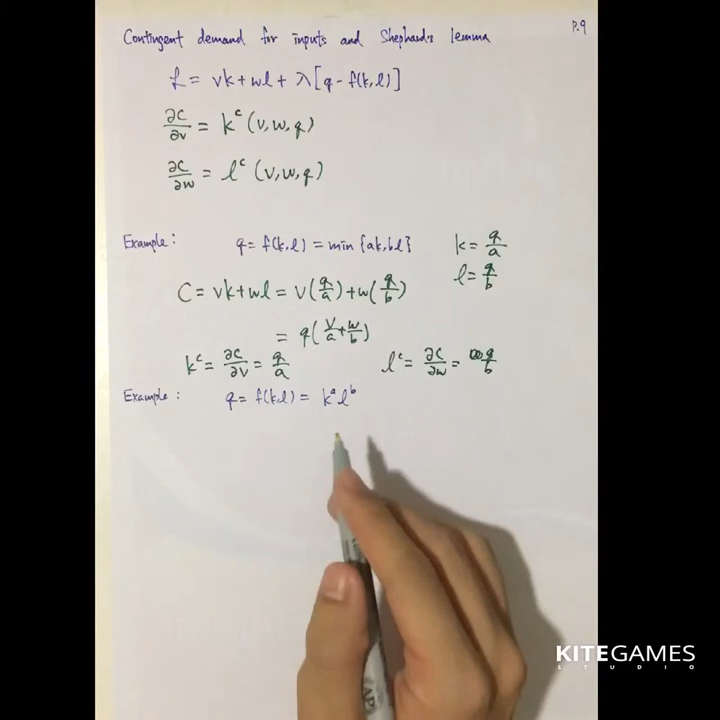 Contingent demand for inputs and Shephard's lemma
P.9
ℒ = vk + wl + λ[q - f(k,l)]
∂C/∂v = k^c (v,w,q)
∂C/∂w = l^c (v,w,q)
Example: q = f(k,l) = min {ak, bl} k = q/a
l = q/b
C = vk + wl = v(q/a) + w(q/b)
= q(v/a + w/b)
k^c = ∂C/∂v = q/a l^c = ∂C/∂w = q/b
Example: q = f(k,l) = k^a l^b
KITEGAMES
STUDIO